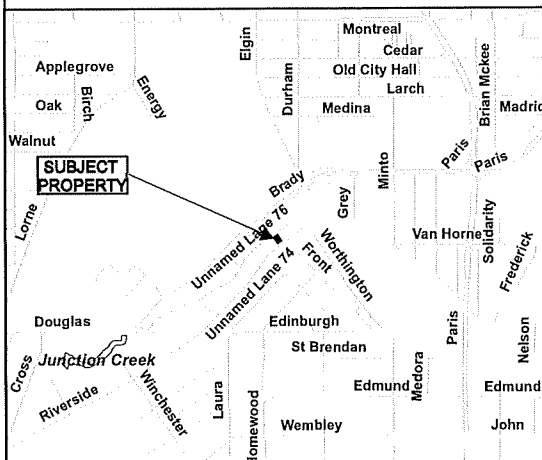 Montreal
Elgin
Cedar
Applegrove
Old City Hall
Brian Mckee
Energy
Birch
Durham
Larch
Oak
Medina
Madrid
Walnut
Paris
Paris
SUBJECT
PROPERTY
Brady
Minto
Grey
Lorne
Unnamed Lane 76
Worthington
Van Horne
Solidarity
Front
Frederick
Unnamed Lane 74
Douglas
Edinburgh
Paris
Nelson
Junction Creek
St Brendan
Cross
Winchester
Laura
Edmund
Medora
Edmund
Riverside
Homewood
Wembley
John